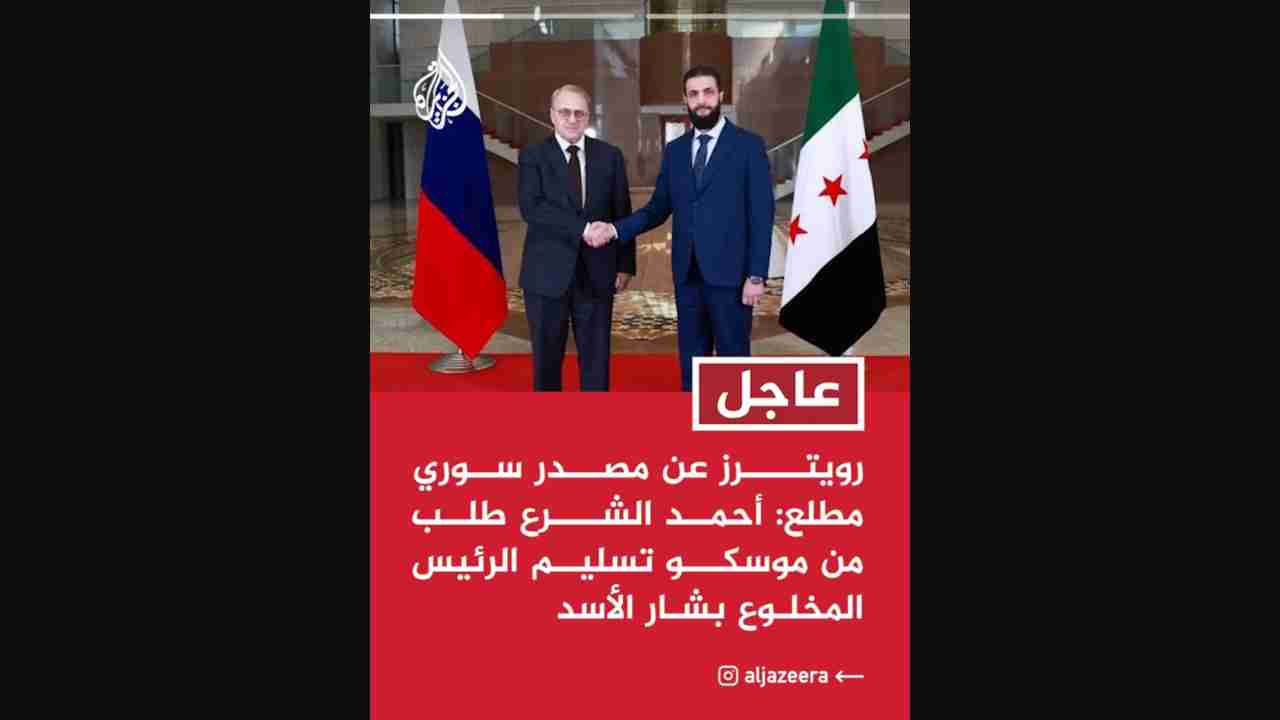 عاجل
رويترز عن مصدر سوري
مطلع: أحمد الشرع طلب
من موسكو تسليم الرئيس
المخلوع بشار الأسد
aljazeera